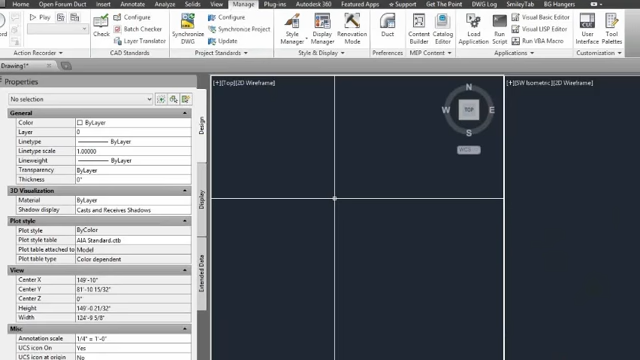 Open Forum Duct Insert Annotate Solids Visualize View Manage Plug-ins Autodesk 360 Featured Apps Express Get The Point DWG Log SmileyTab BG Hangers
Play Configure Configure Visual Basic Editor
Check Batch Checker Synchronize DWG Style Manager Display Manager Renovation Mode Duct Content Builder Catalog Editor Load Application Run Script Visual LISP Editor User Interface Tool Palettes
Layer Translator Update Run VBA Macro
Action Recorder CAD Standards Project Standards Style & Display Preferences MEP Content Applications Customization
Drawing1*
Properties
No selection
General
Color ByLayer
Layer 0
Linetype ByLayer
Linetype scale 1.00000
Lineweight ByLayer
Transparency ByLayer
Thickness 0"
3D Visualization
Material ByLayer
Shadow display Casts and Receives Shadows
Plot style
Plot style ByColor
Plot style table AIA Standard.ctb
Plot table attached to Model
Plot table type Color dependent
View
Center X 149'-10"
Center Y 81'-10 15/32"
Center Z 0"
Height 149'-0 21/32"
Width 124'-9 5/8"
Misc
Annotation scale 1/4" = 1'-0"
UCS icon On Yes
UCS icon at origin No
Design
Display
Extended Data
[+][Top][2D Wireframe]
N
W TOP E
S
WCS
[+][SW Isometric][2D Wireframe]